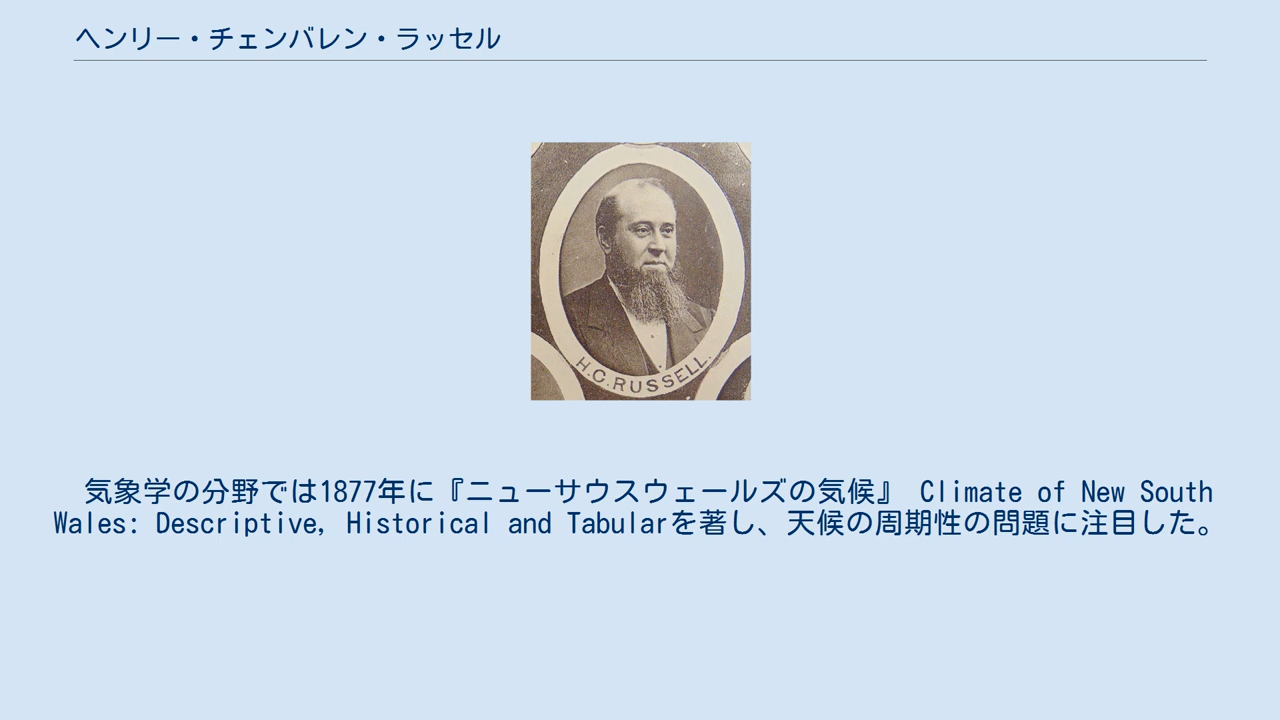 ヘンリー・チェンバレン・ラッセル
H.C.RUSSELL.
気象学の分野では1877年に『ニューサウスウェールズの気候』 Climate of New South
Wales: Descriptive, Historical and Tabularを著し、天候の周期性の問題に注目した。